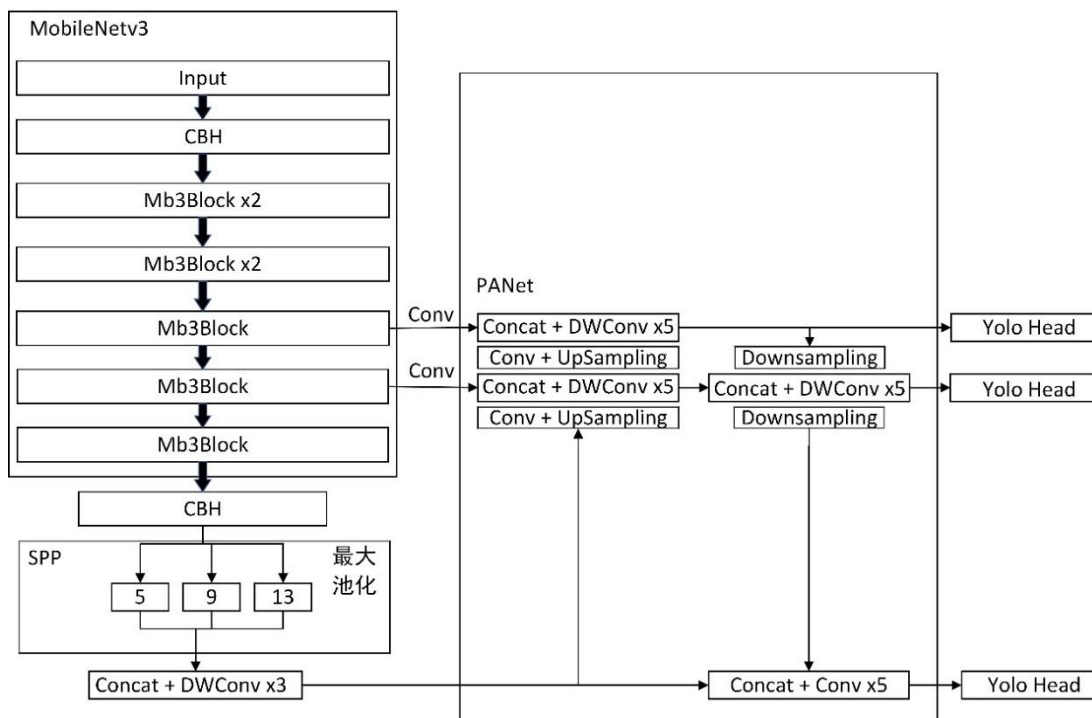 MobileNetv3
Input
CBH
Mb3Block x2
Mb3Block x2
Mb3Block
Mb3Block
Mb3Block
CBH
SPP
最大
池化
5
9
13
Concat + DWConv x3
Conv
Conv
PANet
Concat + DWConv x5
Conv + UpSampling
Concat + DWConv x5
Conv + UpSampling
Downsampling
Concat + DWConv x5
Downsampling
Concat + Conv x5
Yolo Head
Yolo Head
Yolo Head